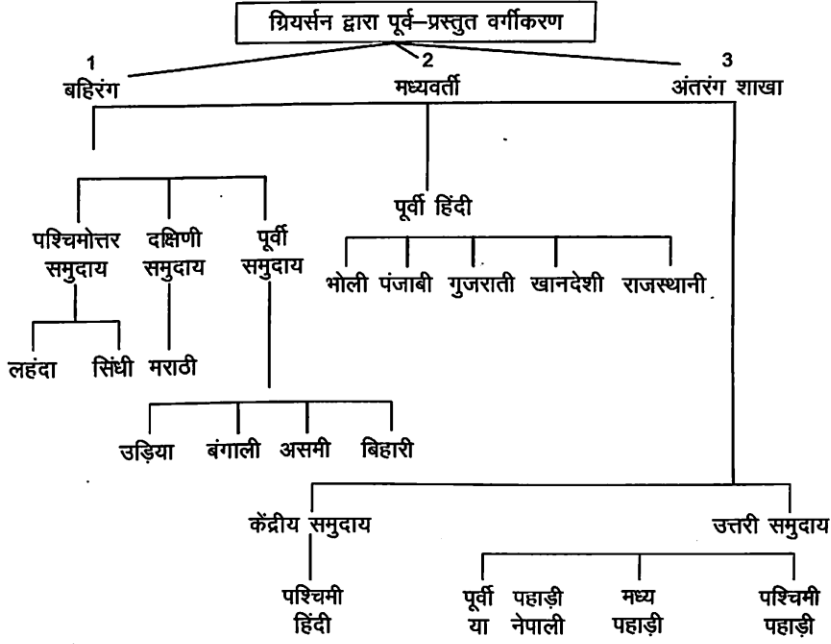 ग्रियर्सन द्वारा पूर्व–प्रस्तुत वर्गीकरण
1 2 3
बहिरंग मध्यवर्ती अंतरंग शाखा
पूर्वी हिंदी
पश्चिमोत्तर दक्षिणी पूर्वी
समुदाय समुदाय समुदाय
भोली पंजाबी गुजराती खानदेशी राजस्थानी
लहंदा सिंधी मराठी
उड़िया बंगाली असमी बिहारी
केंद्रीय समुदाय उत्तरी समुदाय
पश्चिमी पूर्वी पहाड़ी मध्य पश्चिमी
हिंदी या नेपाली पहाड़ी पहाड़ी